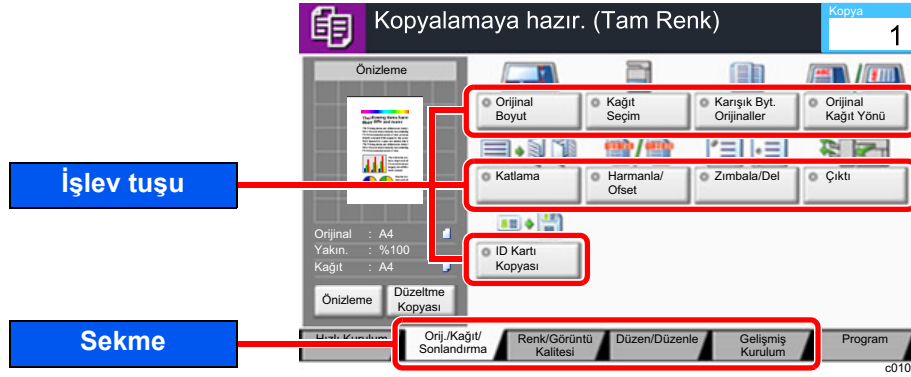 Kopyalamaya hazır. (Tam Renk)
Kopya
1
Önizleme
Orijinal
Boyut
Kağıt
Seçim
Karışık Byt.
Orijinaller
Orijinal
Kağıt Yönü
İşlev tuşu
Katlama
Harmanla/
Ofset
Zımbala/Del
Çıktı
Orijinal : A4
Yakın. : %100
Kağıt : A4
ID Kartı
Kopyası
Önizleme
Düzeltme
Kopyası
Sekme
Hızlı Kurulum
Orij./Kağıt/
Sonlandırma
Renk/Görüntü
Kalitesi
Düzen/Düzenle
Gelişmiş
Kurulum
Program
c010